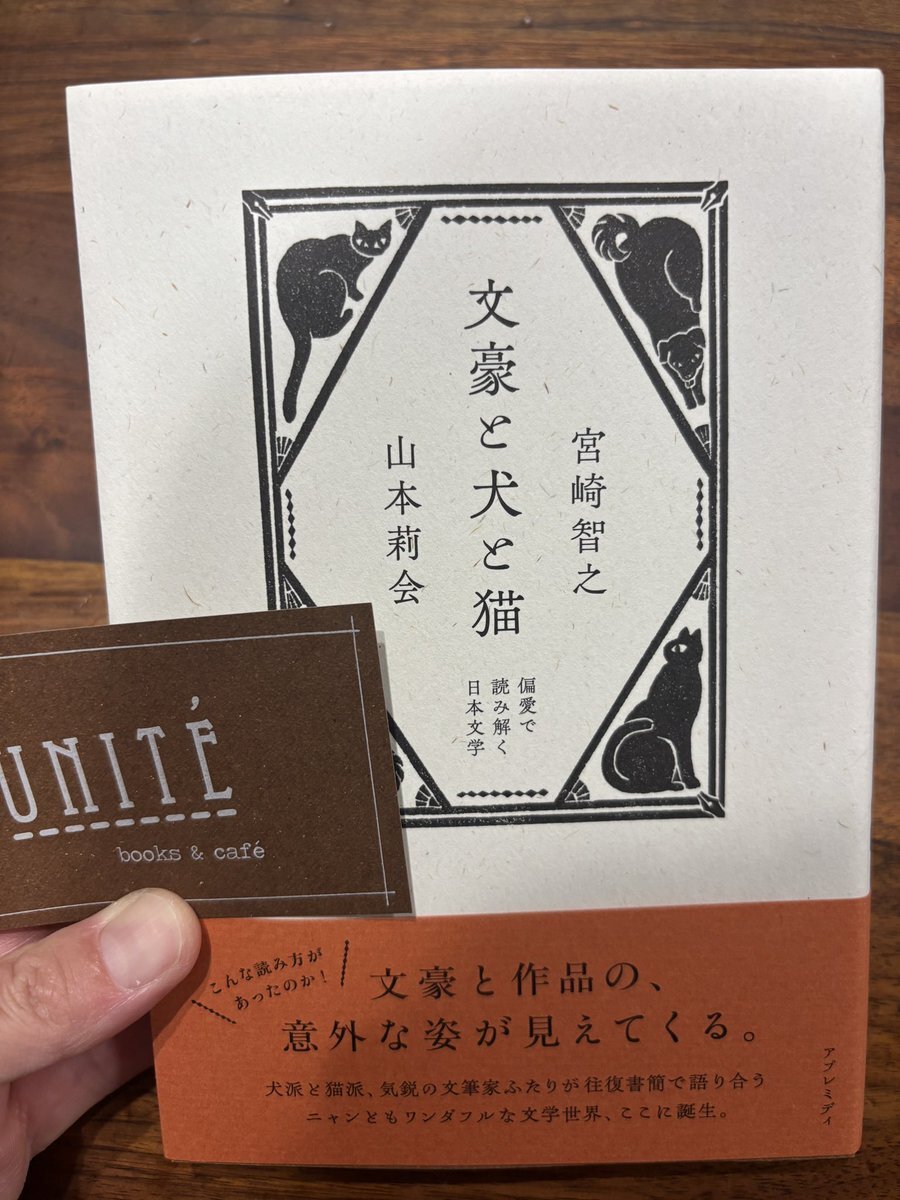 宮崎智之
文豪と犬と猫
山本莉会
偏愛で
読み解く
日本文学
UNITÉ
books & café
こんな読み方が
あったのか!
文豪と作品の、
意外な姿が見えてくる。
犬派と猫派、気鋭の文筆家ふたりが往復書簡で語り合う
ニャンともワンダフルな文学世界、ここに誕生。
アプレミディ